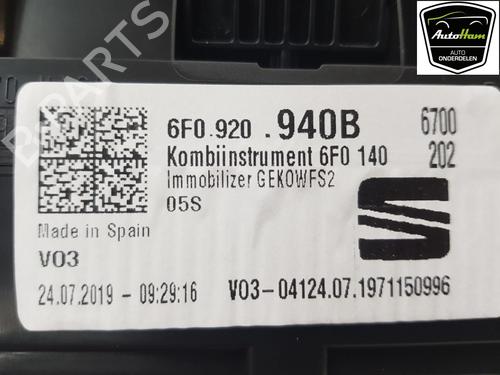 AutoHam
AUTO
ONDERDELEN
6F0.920 .940B 6700
Kombiinstrument 6F0 140 202
Immobilizer GEKOWFS2
05S
Made in Spain
V03
24.07.2019 - 09:29:16 V03-04124.07.1971150996